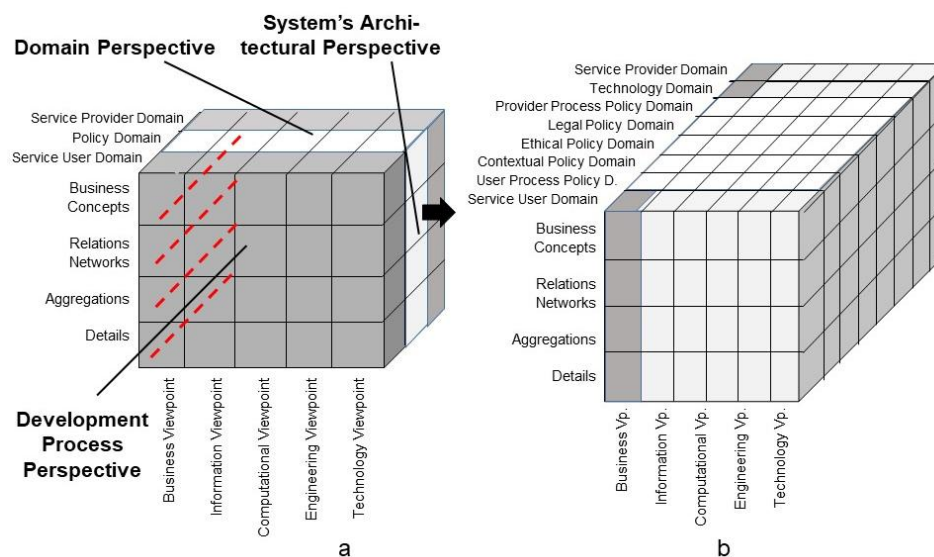 System's Archi-
tectural Perspective
Domain Perspective
Service Provider Domain
Policy Domain
Service User Domain
Business
Concepts
Relations
Networks
Aggregations
Details
Development
Process
Perspective
Business Viewpoint
Information Viewpoint
Computational Viewpoint
Engineering Viewpoint
Technology Viewpoint
a
Service Provider Domain
Technology Domain
Provider Process Policy Domain
Legal Policy Domain
Ethical Policy Domain
Contextual Policy Domain
User Process Policy D.
Service User Domain
Business
Concepts
Relations
Networks
Aggregations
Details
Business Vp.
Information Vp.
Computational Vp.
Engineering Vp.
Technology Vp.
b